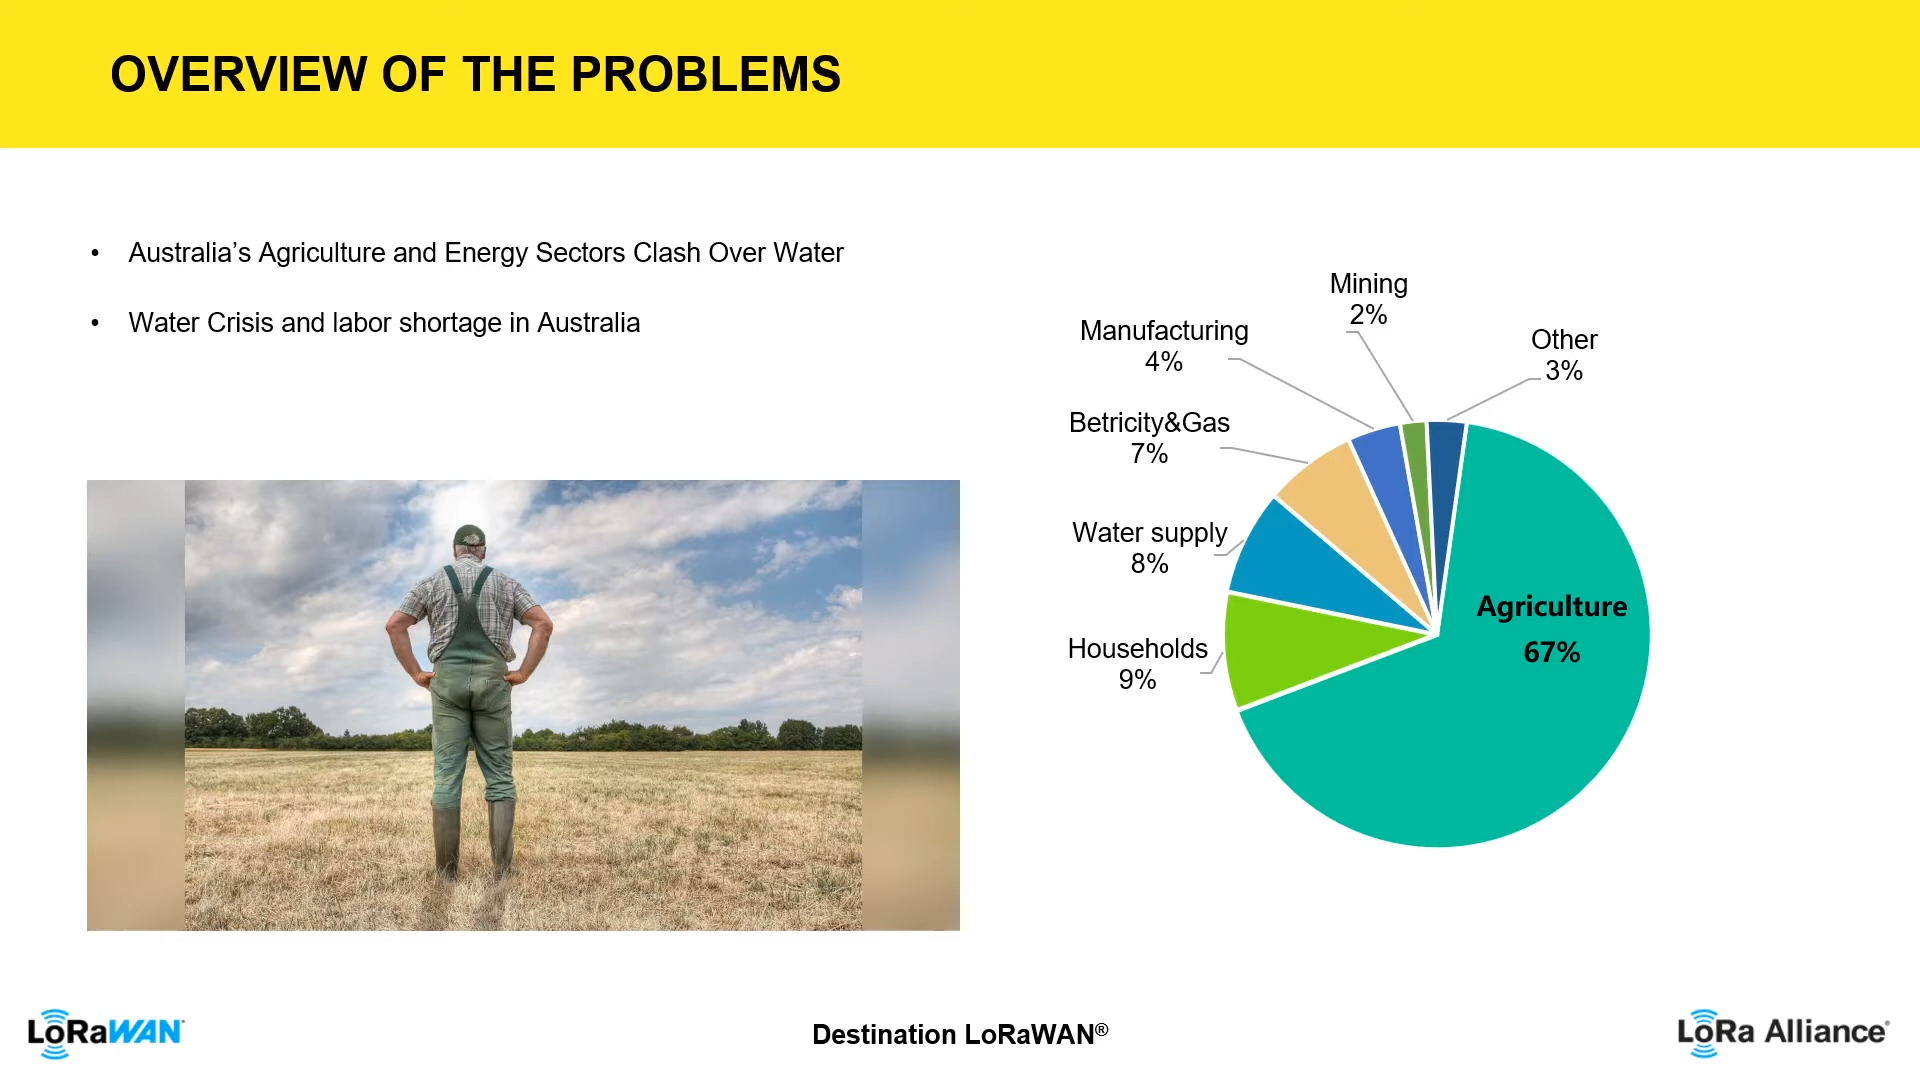 OVERVIEW OF THE PROBLEMS
• Australia’s Agriculture and Energy Sectors Clash Over Water
• Water Crisis and labor shortage in Australia
Mining
2%
Manufacturing
4%
Other
3%
Betricity&Gas
7%
Water supply
8%
Households
9%
Agriculture
67%
LoRaWAN
Destination LoRaWAN®
LoRa Alliance®